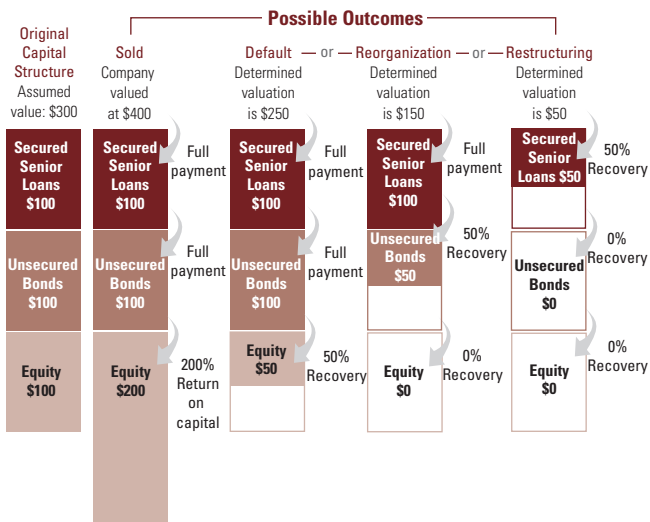 Possible Outcomes
Original
Capital
Structure
Assumed
value: $300
Sold
Company
valued
at $400
Default — or — Reorganization — or — Restructuring
Determined
valuation
is $250
Determined
valuation
is $150
Determined
valuation
is $50
Secured
Senior
Loans
$100
Secured
Senior
Loans
$100
Full
payment
Secured
Senior
Loans
$100
Full
payment
Secured
Senior
Loans
$100
Full
payment
Secured
Senior
Loans $50
50%
Recovery
Unsecured
Bonds
$100
Unsecured
Bonds
$100
Full
payment
Unsecured
Bonds
$100
Full
payment
Unsecured
Bonds
$50
50%
Recovery
Unsecured
Bonds
$0
0%
Recovery
Equity
$100
Equity
$200
200%
Return
on
capital
Equity
$50
50%
Recovery
Equity
$0
0%
Recovery
Equity
$0
0%
Recovery